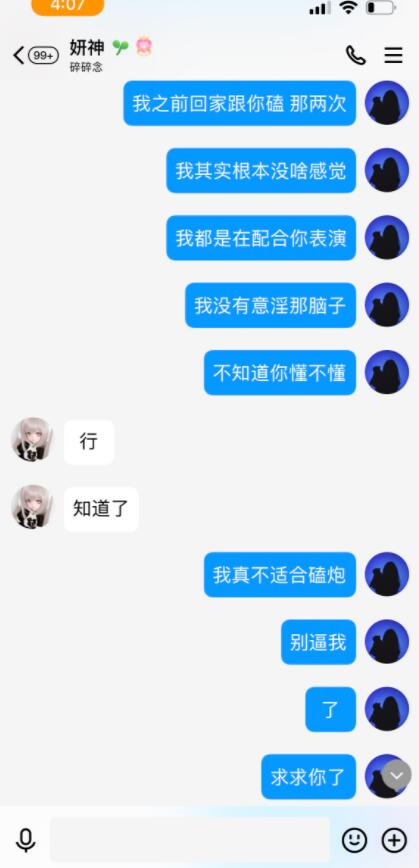 4:07
99+
妍神
碎碎念
我之前回家跟你磕 那两次
我其实根本没啥感觉
我都是在配合你表演
我没有意淫那脑子
不知道你懂不懂
行
知道了
我真不适合磕炮
别逼我
了
求求你了